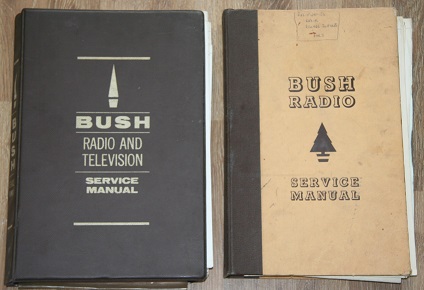 BUSH
RADIO AND
TELEVISION
SERVICE
MANUAL
BUSH
RADIO
SERVICE
MANUAL